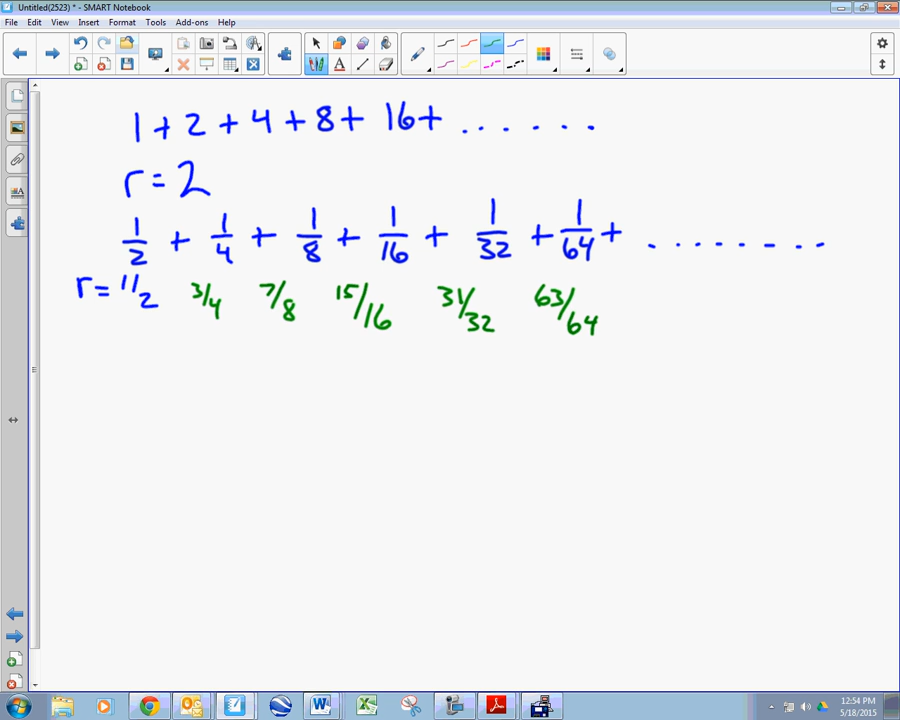 Untitled(2523) * - SMART Notebook
File Edit View Insert Format Tools Add-ons Help
1 + 2 + 4 + 8 + 16 + ......
r = 2
1/2 + 1/4 + 1/8 + 1/16 + 1/32 + 1/64 + .........
r = 1/2 3/4 7/8 15/16 31/32 63/64
12:54 PM
5/18/2015